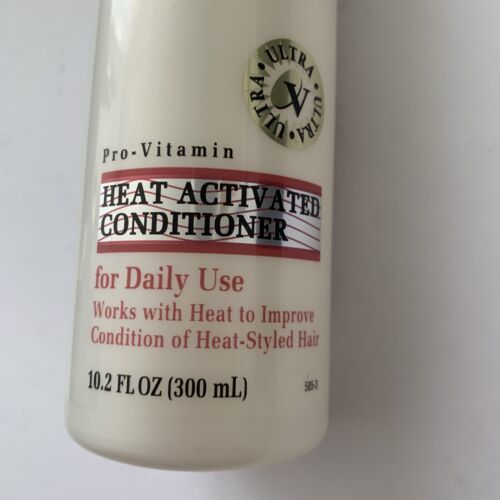 ULTRA • ULTRA • ULTRA • ULTRA •
V
Pro-Vitamin
HEAT ACTIVATED
CONDITIONER
for Daily Use
Works with Heat to Improve
Condition of Heat-Styled Hair
10.2 FL OZ (300 mL)